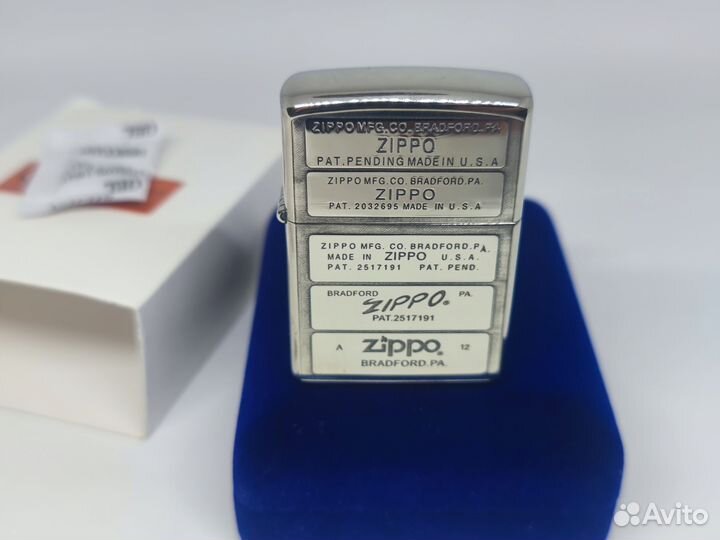 ZIPPO MFG. CO. BRADFORD. PA.
ZIPPO
PAT. PENDING MADE IN U.S.A
ZIPPO MFG. CO. BRADFORD. PA.
ZIPPO
PAT. 2032695 MADE IN U.S.A
ZIPPO MFG. CO. BRADFORD. PA.
MADE IN ZIPPO U.S.A.
PAT. 2517191 PAT. PEND.
BRADFORD ZIPPO® PA.
PAT.2517191
A zippo® 12
BRADFORD.PA.
Avito